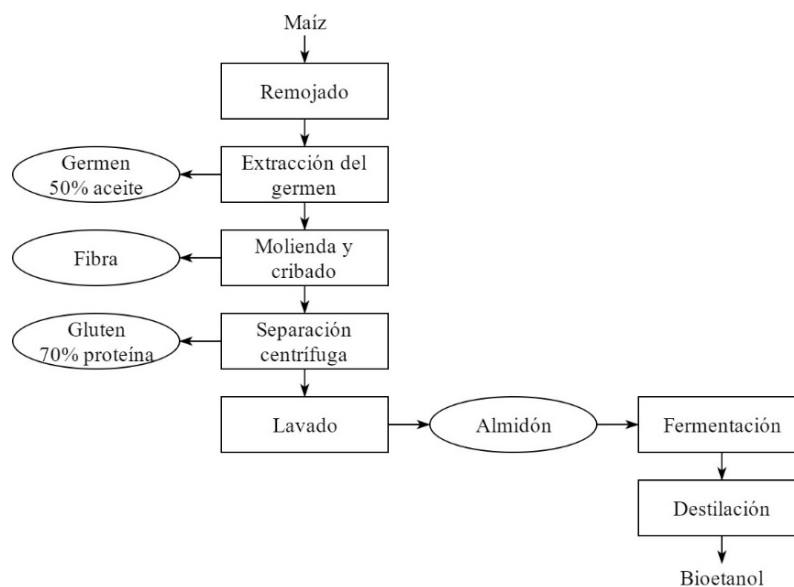 Maíz
Remojado
Germen
50% aceite
Extracción del
germen
Fibra
Molienda y
cribado
Gluten
70% proteína
Separación
centrífuga
Lavado
Almidón
Fermentación
Destilación
Bioetanol